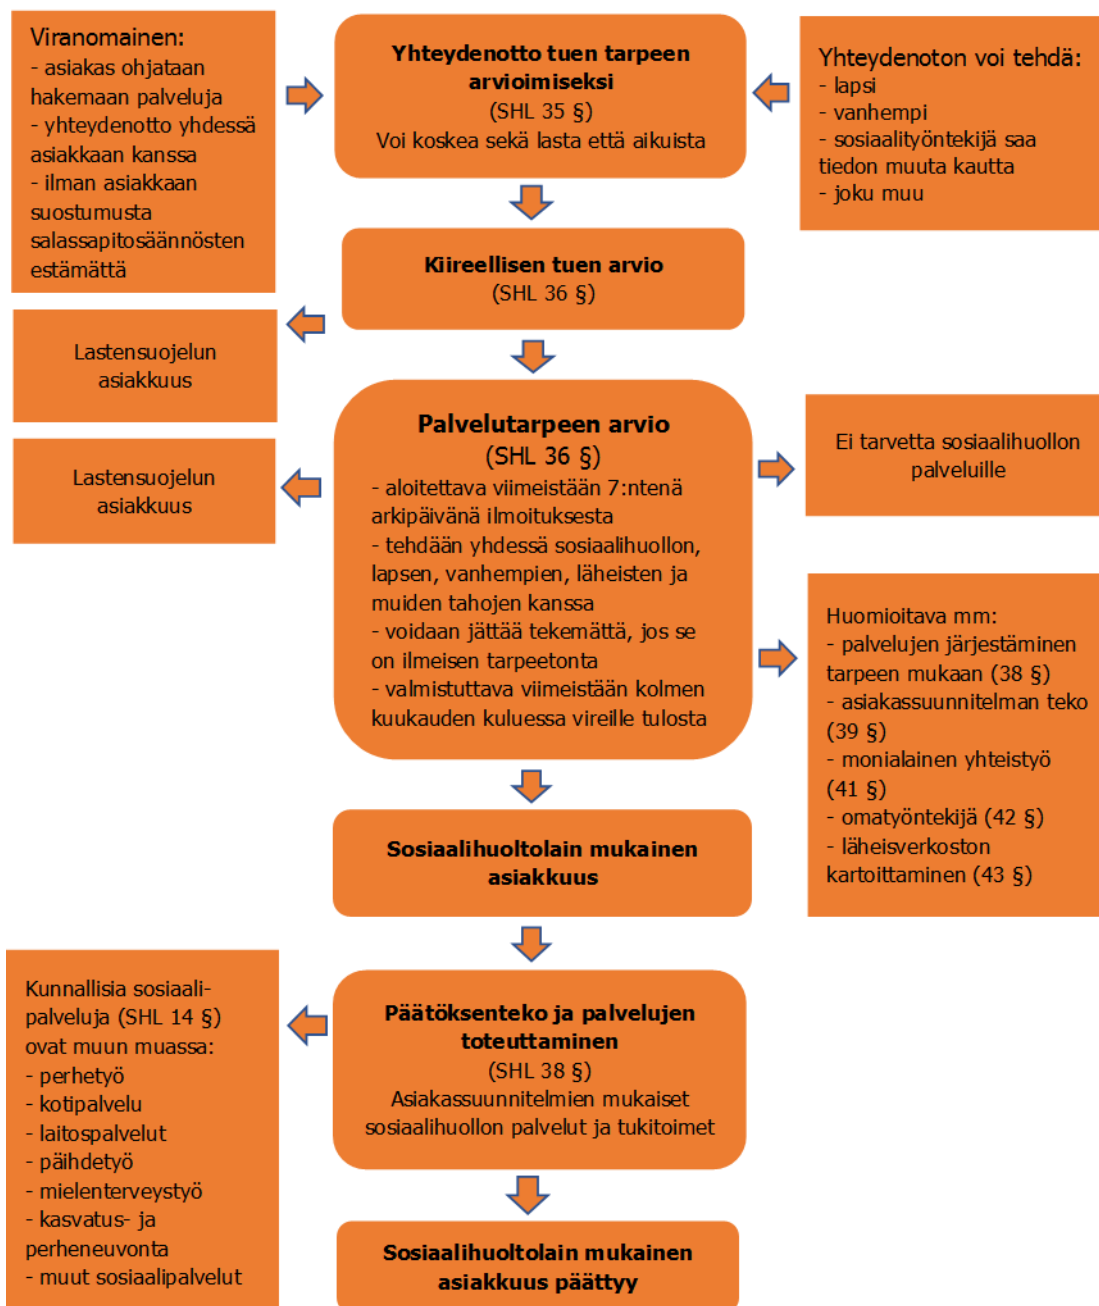 Viranomainen:
- asiakas ohjataan
hakemaan palveluja
- yhteydenotto yhdessä
asiakkaan kanssa
- ilman asiakkaan
suostumusta
salassapitosäännösten
estämättä
Yhteydenotto tuen tarpeen
arvioimiseksi
(SHL 35 §)
Voi koskea sekä lasta että aikuista
Yhteydenoton voi tehdä:
- lapsi
- vanhempi
- sosiaalityöntekijä saa
tiedon muuta kautta
- joku muu
Kiireellisen tuen arvio
(SHL 36 §)
Lastensuojelun
asiakkuus
Palvelutarpeen arvio
(SHL 36 §)
- aloitettava viimeistään 7:ntenä
arkipäivänä ilmoituksesta
- tehdään yhdessä sosiaalihuollon,
lapsen, vanhempien, läheisten ja
muiden tahojen kanssa
- voidaan jättää tekemättä, jos se
on ilmeisen tarpeetonta
- valmistuttava viimeistään kolmen
kuukauden kuluessa vireille tulosta
Lastensuojelun
asiakkuus
Ei tarvetta sosiaalihuollon
palveluille
Huomioitava mm:
- palvelujen järjestäminen
tarpeen mukaan (38 §)
- asiakassuunnitelman teko
(39 §)
- monialainen yhteistyö
(41 §)
- omatyöntekijä (42 §)
- läheisverkoston
kartoittaminen (43 §)
Sosiaalihuoltolain mukainen
asiakkuus
Päätöksenteko ja palvelujen
toteuttaminen
(SHL 38 §)
Asiakassuunnitelmien mukaiset
sosiaalihuollon palvelut ja tukitoimet
Kunnallisia sosiaali-
palveluja (SHL 14 §)
ovat muun muassa:
- perhetyö
- kotipalvelu
- laitospalvelut
- päihdetyö
- mielenterveystyö
- kasvatus- ja
perheneuvonta
- muut sosiaalipalvelut
Sosiaalihuoltolain mukainen
asiakkuus päättyy